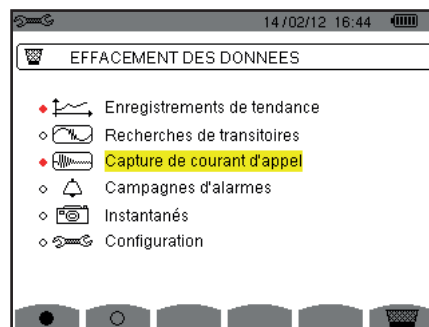 14/02/12 16:44
EFFACEMENT DES DONNEES
Enregistrements de tendance
Recherches de transitoires
Capture de courant d'appel
Campagnes d'alarmes
Instantanés
Configuration